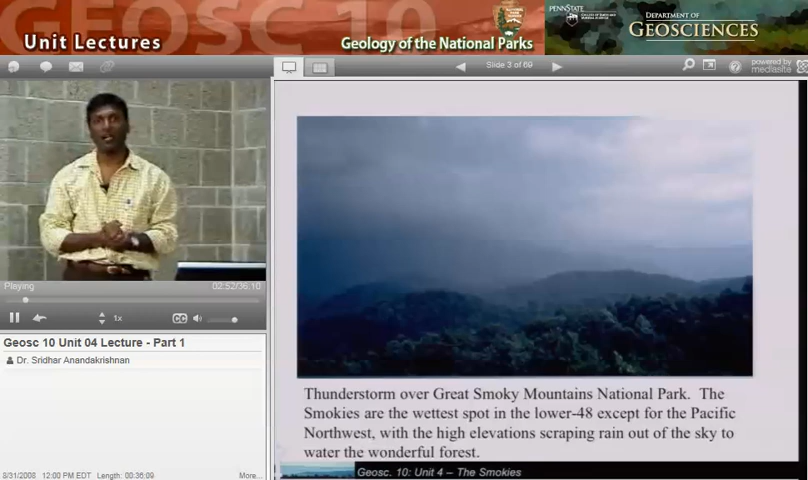 GEOSC 10
Unit Lectures
Geology of the National Parks
PENNSTATE
DEPARTMENT OF
GEOSCIENCES
Slide 3 of 69
powered by
mediasite
Playing
02:52/36:10
1x
CC
Geosc 10 Unit 04 Lecture - Part 1
Dr. Sridhar Anandakrishnan
8/31/2008 12:00 PM EDT Length: 00:36:09
More...
Thunderstorm over Great Smoky Mountains National Park. The
Smokies are the wettest spot in the lower-48 except for the Pacific
Northwest, with the high elevations scraping rain out of the sky to
water the wonderful forest.
Geosc. 10: Unit 4 – The Smokies